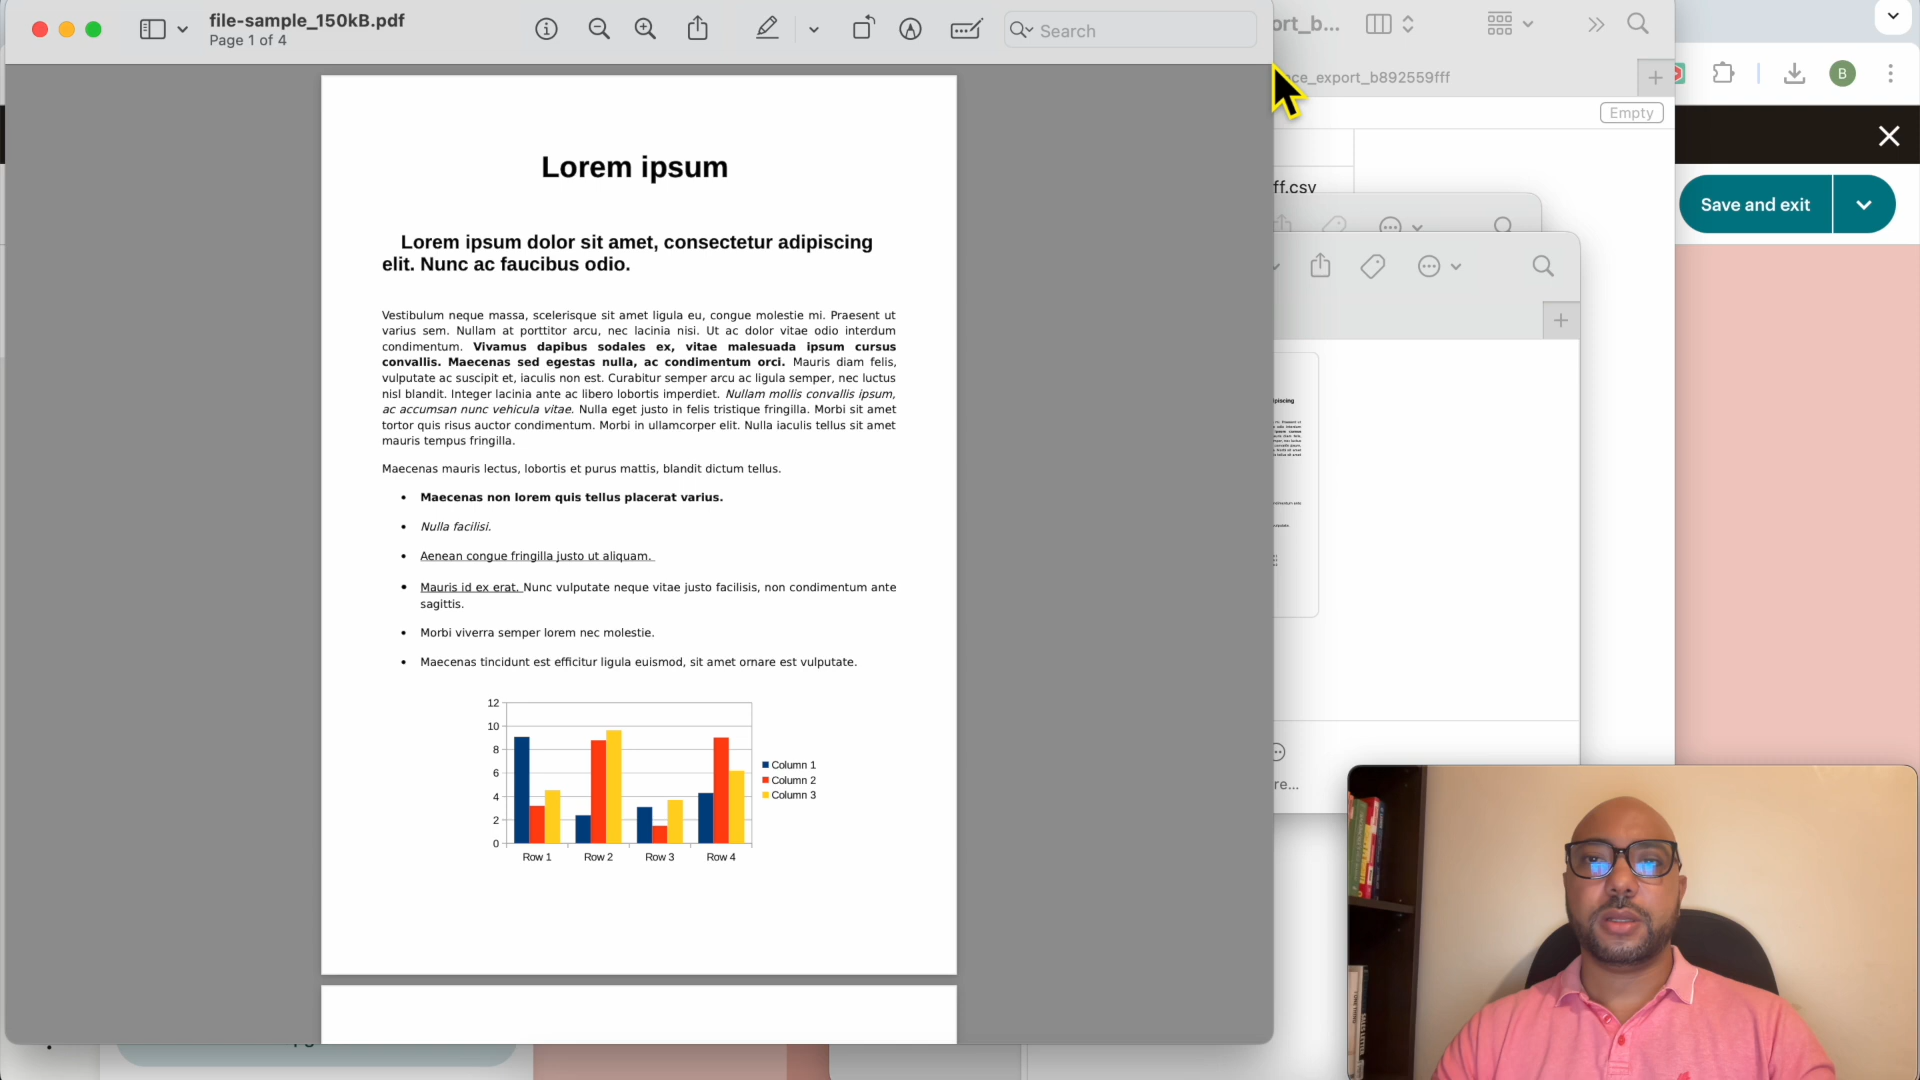 file-sample_150kB.pdf
Page 1 of 4
Search
ort_b...
ce_export_b892559fff
B
Empty
ff.csv
Save and exit
Lorem ipsum
Lorem ipsum dolor sit amet, consectetur adipiscing
elit. Nunc ac faucibus odio.
Vestibulum neque massa, scelerisque sit amet ligula eu, congue molestie mi. Praesent ut
varius sem. Nullam at porttitor arcu, nec lacinia nisi. Ut ac dolor vitae odio interdum
condimentum. Vivamus dapibus sodales ex, vitae malesuada ipsum cursus
convallis. Maecenas sed egestas nulla, ac condimentum orci. Mauris diam felis,
vulputate ac suscipit et, iaculis non est. Curabitur semper arcu ac ligula semper, nec luctus
nisl blandit. Integer lacinia ante ac libero lobortis imperdiet. Nullam mollis convallis ipsum,
ac accumsan nunc vehicula vitae. Nulla eget justo in felis tristique fringilla. Morbi sit amet
tortor quis risus auctor condimentum. Morbi in ullamcorper elit. Nulla iaculis tellus sit amet
mauris tempus fringilla.
Maecenas mauris lectus, lobortis et purus mattis, blandit dictum tellus.
• Maecenas non lorem quis tellus placerat varius.
• Nulla facilisi.
• Aenean congue fringilla justo ut aliquam.
• Mauris id ex erat. Nunc vulputate neque vitae justo facilisis, non condimentum ante
sagittis.
• Morbi viverra semper lorem nec molestie.
• Maecenas tincidunt est efficitur ligula euismod, sit amet ornare est vulputate.
12
10
8
6
4
2
0
Row 1 Row 2 Row 3 Row 4
Column 1
Column 2
Column 3
re...